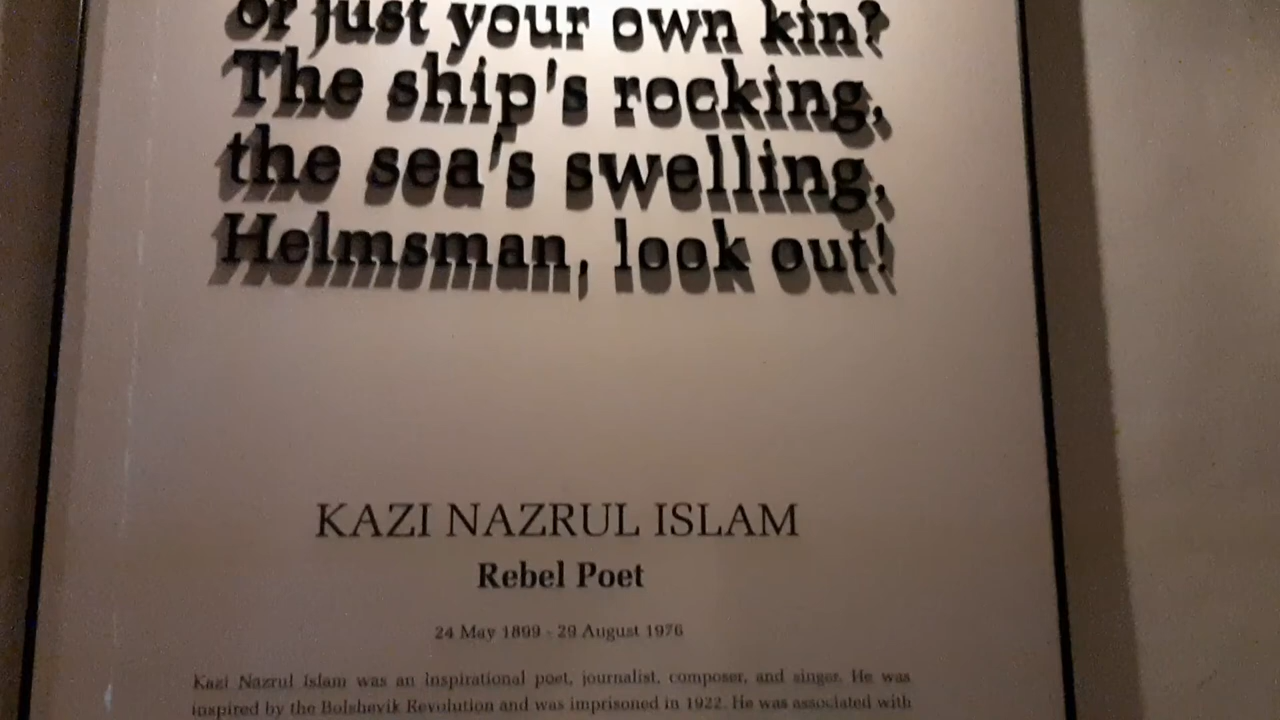 or just your own kin?
The ship's rocking,
the sea's swelling,
Helmsman, look out!
KAZI NAZRUL ISLAM
Rebel Poet
24 May 1899 - 29 August 1976
Kazi Nazrul Islam was an inspirational poet, journalist, composer, and singer. He was
inspired by the Bolshevik Revolution and was imprisoned in 1922. He was associated with